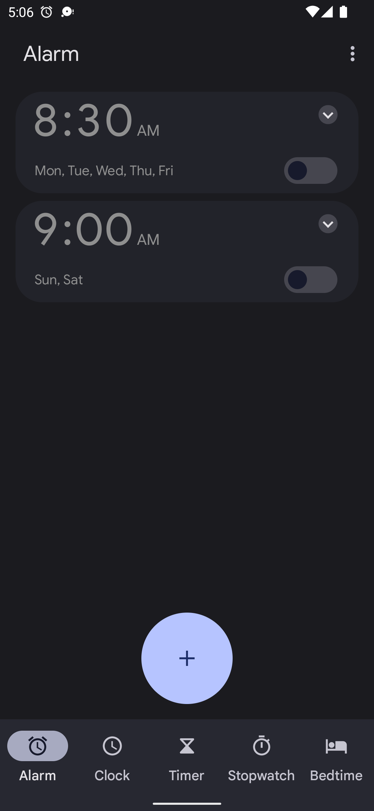 5:06
Alarm
8:30 AM
Mon, Tue, Wed, Thu, Fri
9:00 AM
Sun, Sat
Alarm
Clock
Timer
Stopwatch
Bedtime